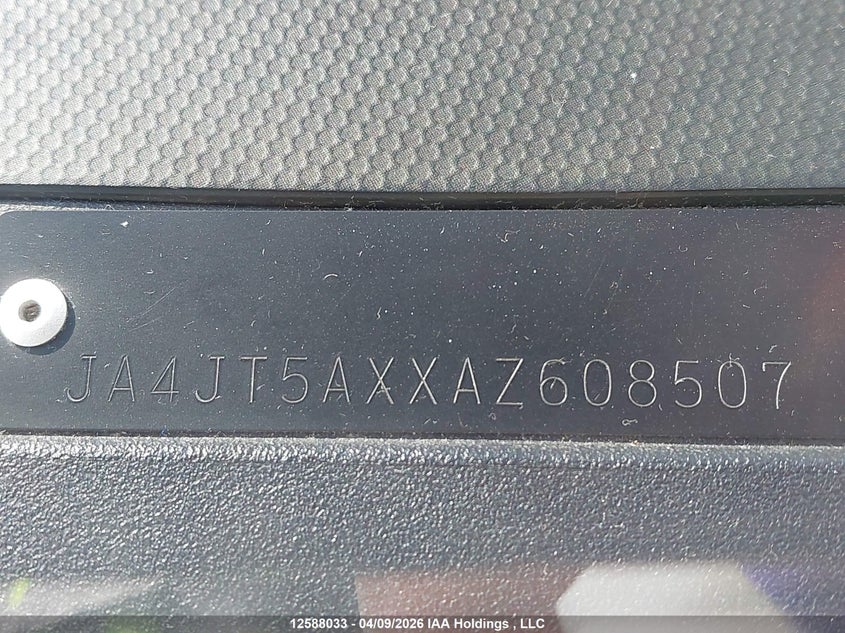 JA4JT5AXXAZ608507
12588033 - 04/09/2026 IAA Holdings , LLC